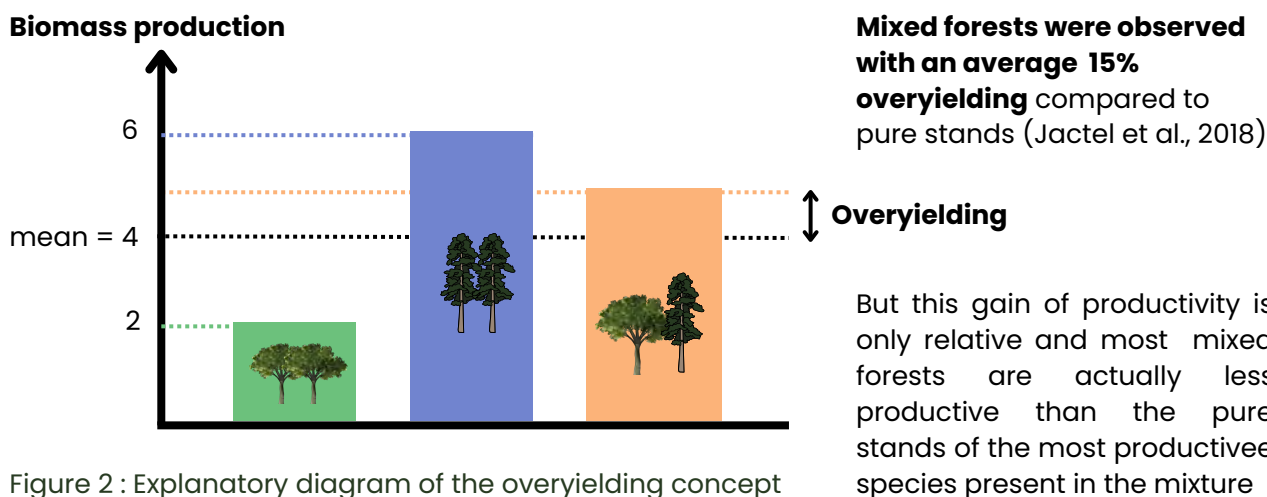 Biomass production
6
mean = 4
2
Figure 2 : Explanatory diagram of the overyielding concept
Overyielding
Mixed forests were observed
with an average 15%
overyielding compared to
pure stands (Jactel et al., 2018)
But this gain of productivity is
only relative and most mixed
forests are actually less
productive than the pure
stands of the most productivee
species present in the mixture